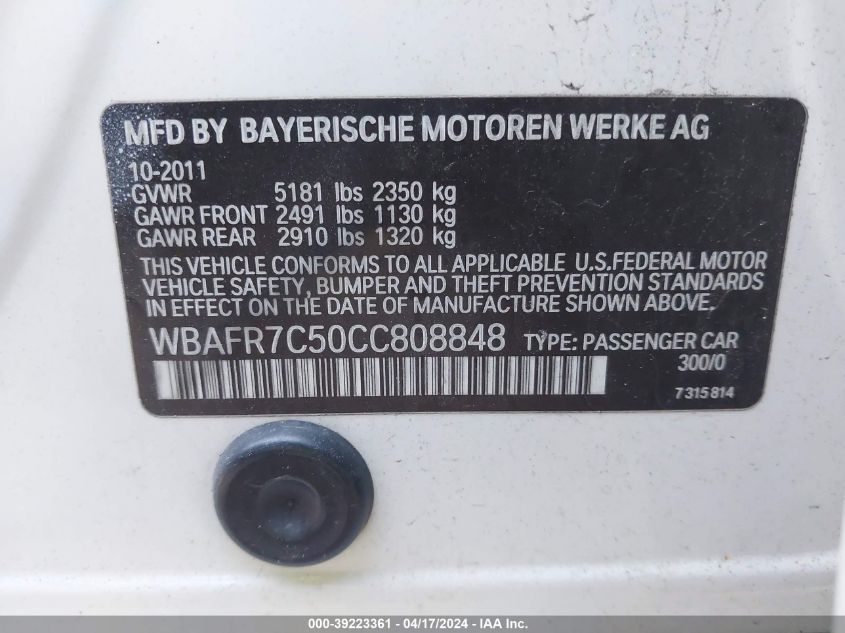 MFD BY BAYERISCHE MOTOREN WERKE AG
10-2011
GVWR 5181 lbs 2350 kg
GAWR FRONT 2491 lbs 1130 kg
GAWR REAR 2910 lbs 1320 kg
THIS VEHICLE CONFORMS TO ALL APPLICABLE U.S.FEDERAL MOTOR
VEHICLE SAFETY, BUMPER AND THEFT PREVENTION STANDARDS
IN EFFECT ON THE DATE OF MANUFACTURE SHOWN ABOVE.
WBAFR7C50CC808848 TYPE: PASSENGER CAR
300/0
7315814
000-39223361 - 04/17/2024 - IAA Inc.